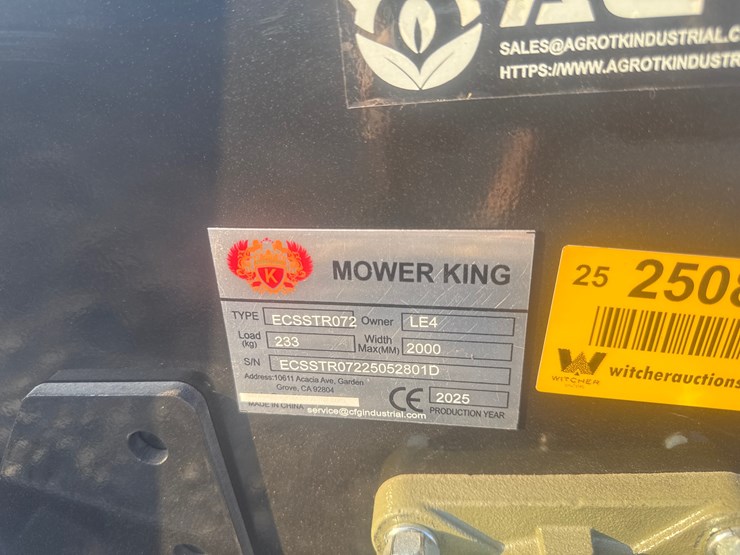 SALES@AGROTKINDUSTRIAL.C
HTTPS://WWW.AGROTKINDUSTR
K
MOWER KING
TYPE ECSSTR072 Owner LE4
Load (kg) 233 Width Max(MM) 2000
S/N ECSSTR07225052801D
Address:10611 Acacia Ave, Garden
Grove, CA 92804
MADE IN CHINA service@cfgindustrial.com
CE 2025
PRODUCTION YEAR
25 2508
W
WITCHER
witcherauctions